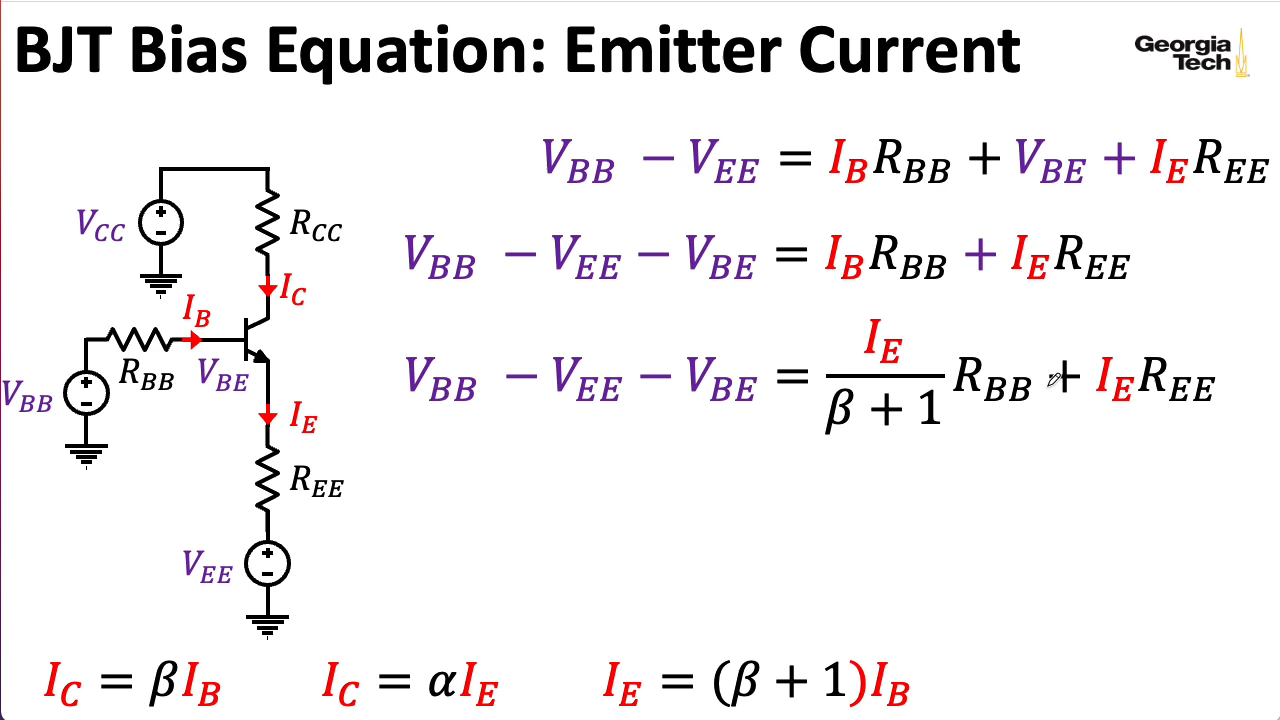 BJT Bias Equation: Emitter Current
Georgia
Tech
V_BB − V_EE = I_B R_BB + V_BE + I_E R_EE
V_CC
R_CC
V_BB − V_EE − V_BE = I_B R_BB + I_E R_EE
I_C
I_B
V_BB − V_EE − V_BE = I_E / (β + 1) R_BB + I_E R_EE
R_BB
V_BE
V_BB
I_E
R_EE
V_EE
I_C = βI_B
I_C = αI_E
I_E = (β + 1)I_B